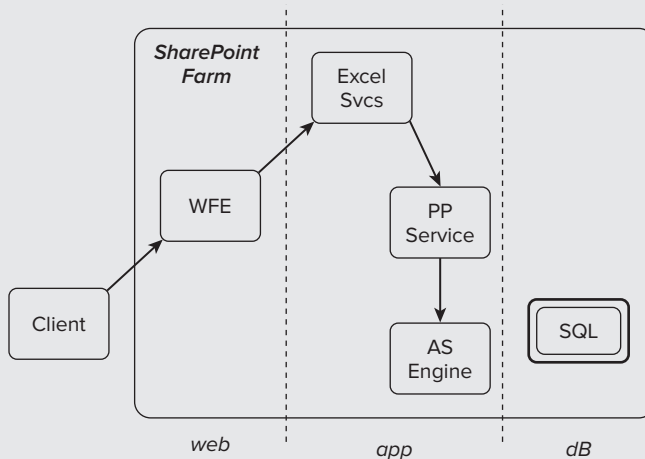 SharePoint
Farm
Excel
Svcs
WFE
PP
Service
Client
AS
Engine
SQL
web
app
dB